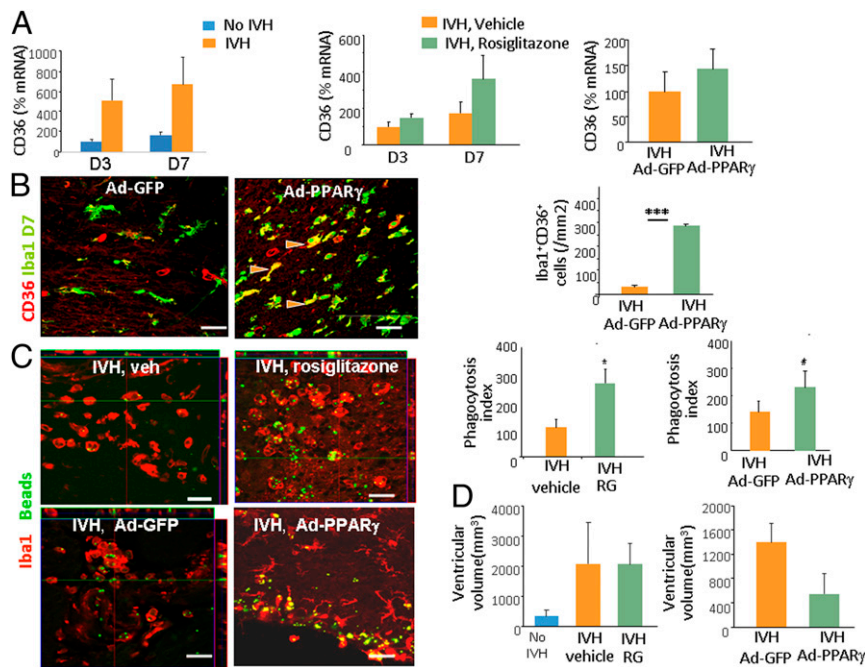 A
No IVH
IVH
CD36 (% mRNA)
1000
800
600
400
200
0
D3
D7
IVH, Vehicle
IVH, Rosiglitazone
CD36 (% mRNA)
600
400
200
0
D3
D7
CD36 (% mRNA)
200
150
100
50
0
IVH
Ad-GFP
IVH
Ad-PPARγ
B
CD36 Iba1 D7
Ad-GFP
Ad-PPARγ
Iba1+CD36+
cells (/mm2)
300
300
200
100
0
***
IVH
Ad-GFP
IVH
Ad-PPARγ
C
Iba1 Beads
IVH, veh
IVH, rosiglitazone
IVH, Ad-GFP
IVH, Ad-PPARγ
Phagocytosis
index
400
300
200
100
0
*
IVH
vehicle
IVH
RG
Phagocytosis
index
400
300
200
100
0
#
IVH
Ad-GFP
IVH
Ad-PPARγ
D
Ventricular
volume(mm³)
4000
3000
2000
1000
0
No
IVH
IVH
vehicle
IVH
RG
Ventricular
volume(mm³)
2000
1600
1200
800
400
0
IVH
Ad-GFP
IVH
Ad-PPARγ